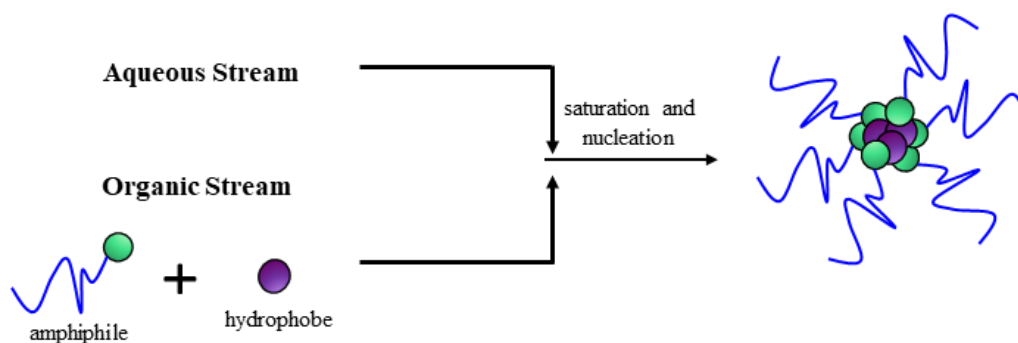 Aqueous Stream
saturation and
nucleation
Organic Stream
amphiphile
hydrophobe